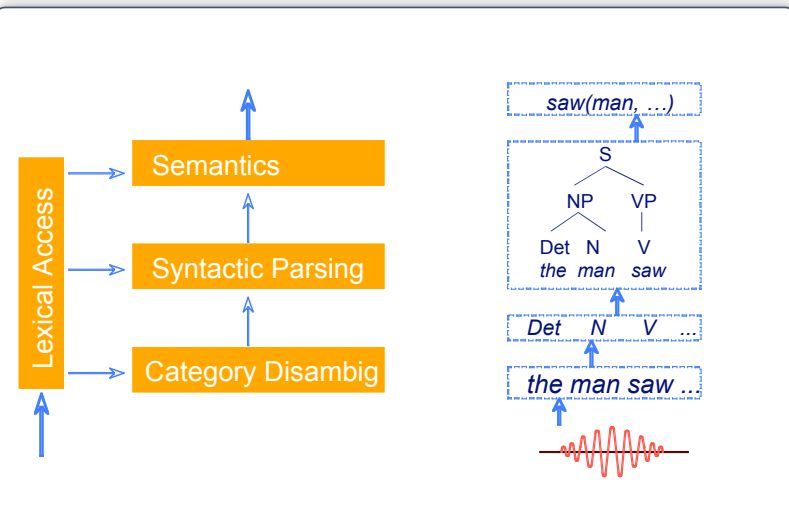 Lexical Access
Semantics
Syntactic Parsing
Category Disambig
saw(man, …)
S
NP VP
Det N V
the man saw
Det N V ...
the man saw ...